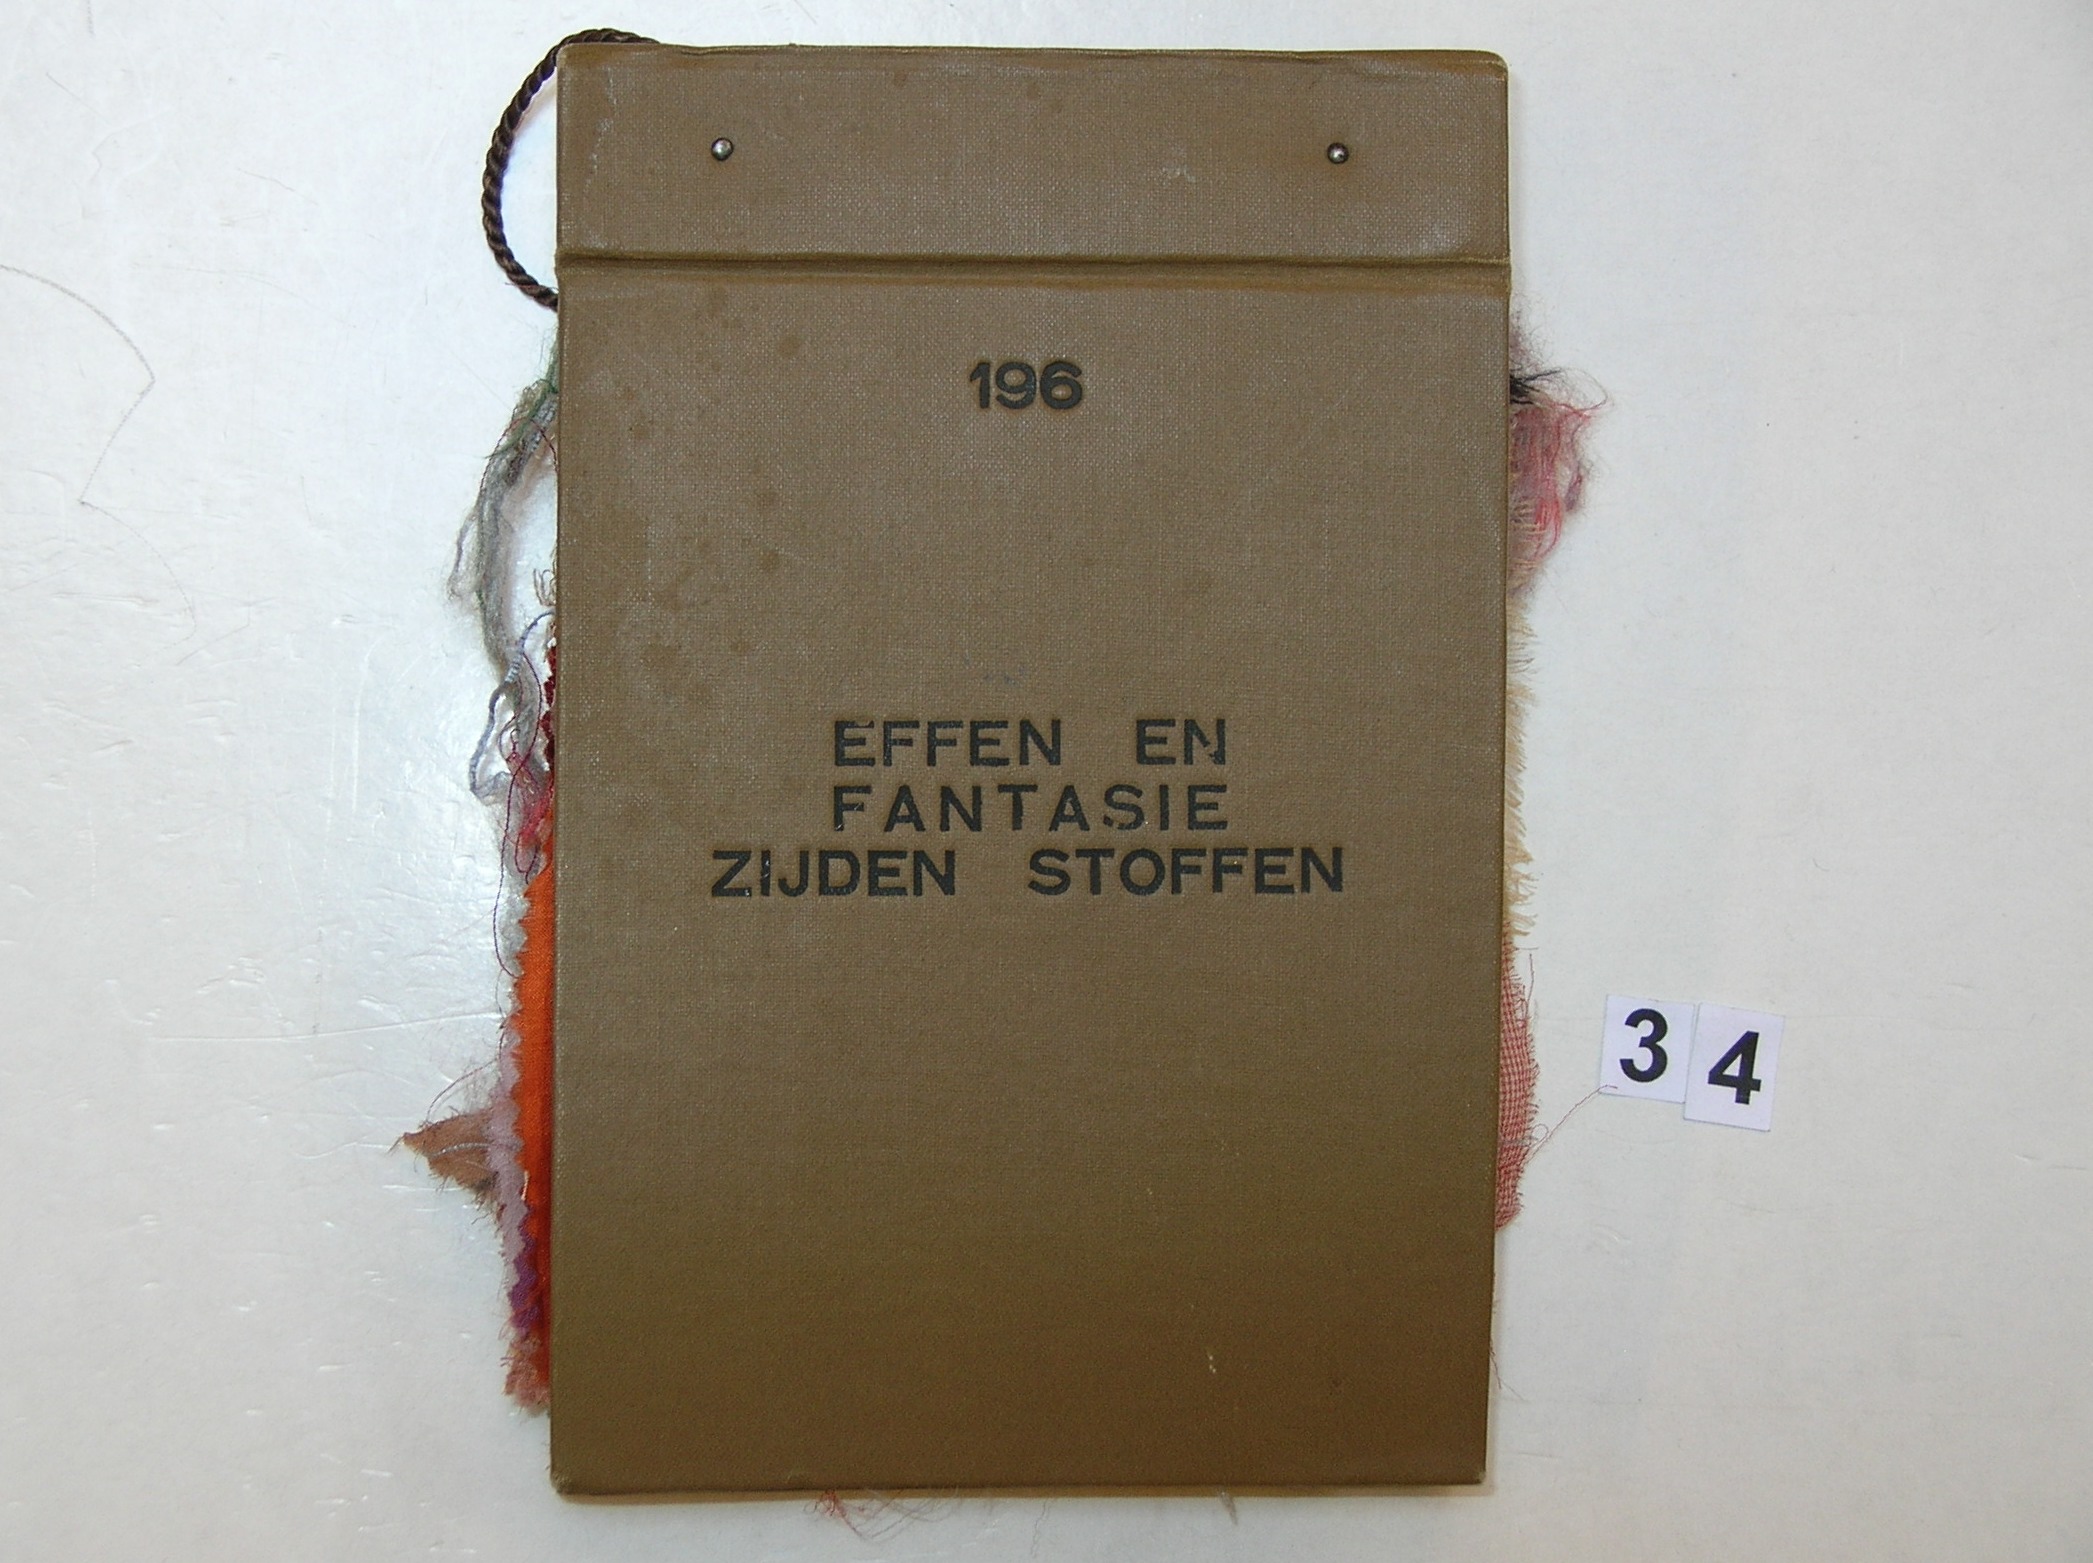 196
EFFEN EN
FANTASIE
ZIJDEN STOFFEN
34